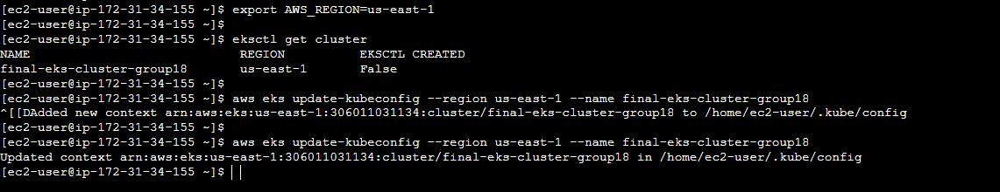 [ec2-user@ip-172-31-34-155 ~]$ export AWS_REGION=us-east-1
[ec2-user@ip-172-31-34-155 ~]$
[ec2-user@ip-172-31-34-155 ~]$ eksctl get cluster
NAME                            REGION          EKSCTL CREATED
final-eks-cluster-group18       us-east-1       False
[ec2-user@ip-172-31-34-155 ~]$
[ec2-user@ip-172-31-34-155 ~]$ aws eks update-kubeconfig --region us-east-1 --name final-eks-cluster-group18
^[[DAdded new context arn:aws:eks:us-east-1:306011031134:cluster/final-eks-cluster-group18 to /home/ec2-user/.kube/config
[ec2-user@ip-172-31-34-155 ~]$
[ec2-user@ip-172-31-34-155 ~]$ aws eks update-kubeconfig --region us-east-1 --name final-eks-cluster-group18
Updated context arn:aws:eks:us-east-1:306011031134:cluster/final-eks-cluster-group18 in /home/ec2-user/.kube/config
[ec2-user@ip-172-31-34-155 ~]$